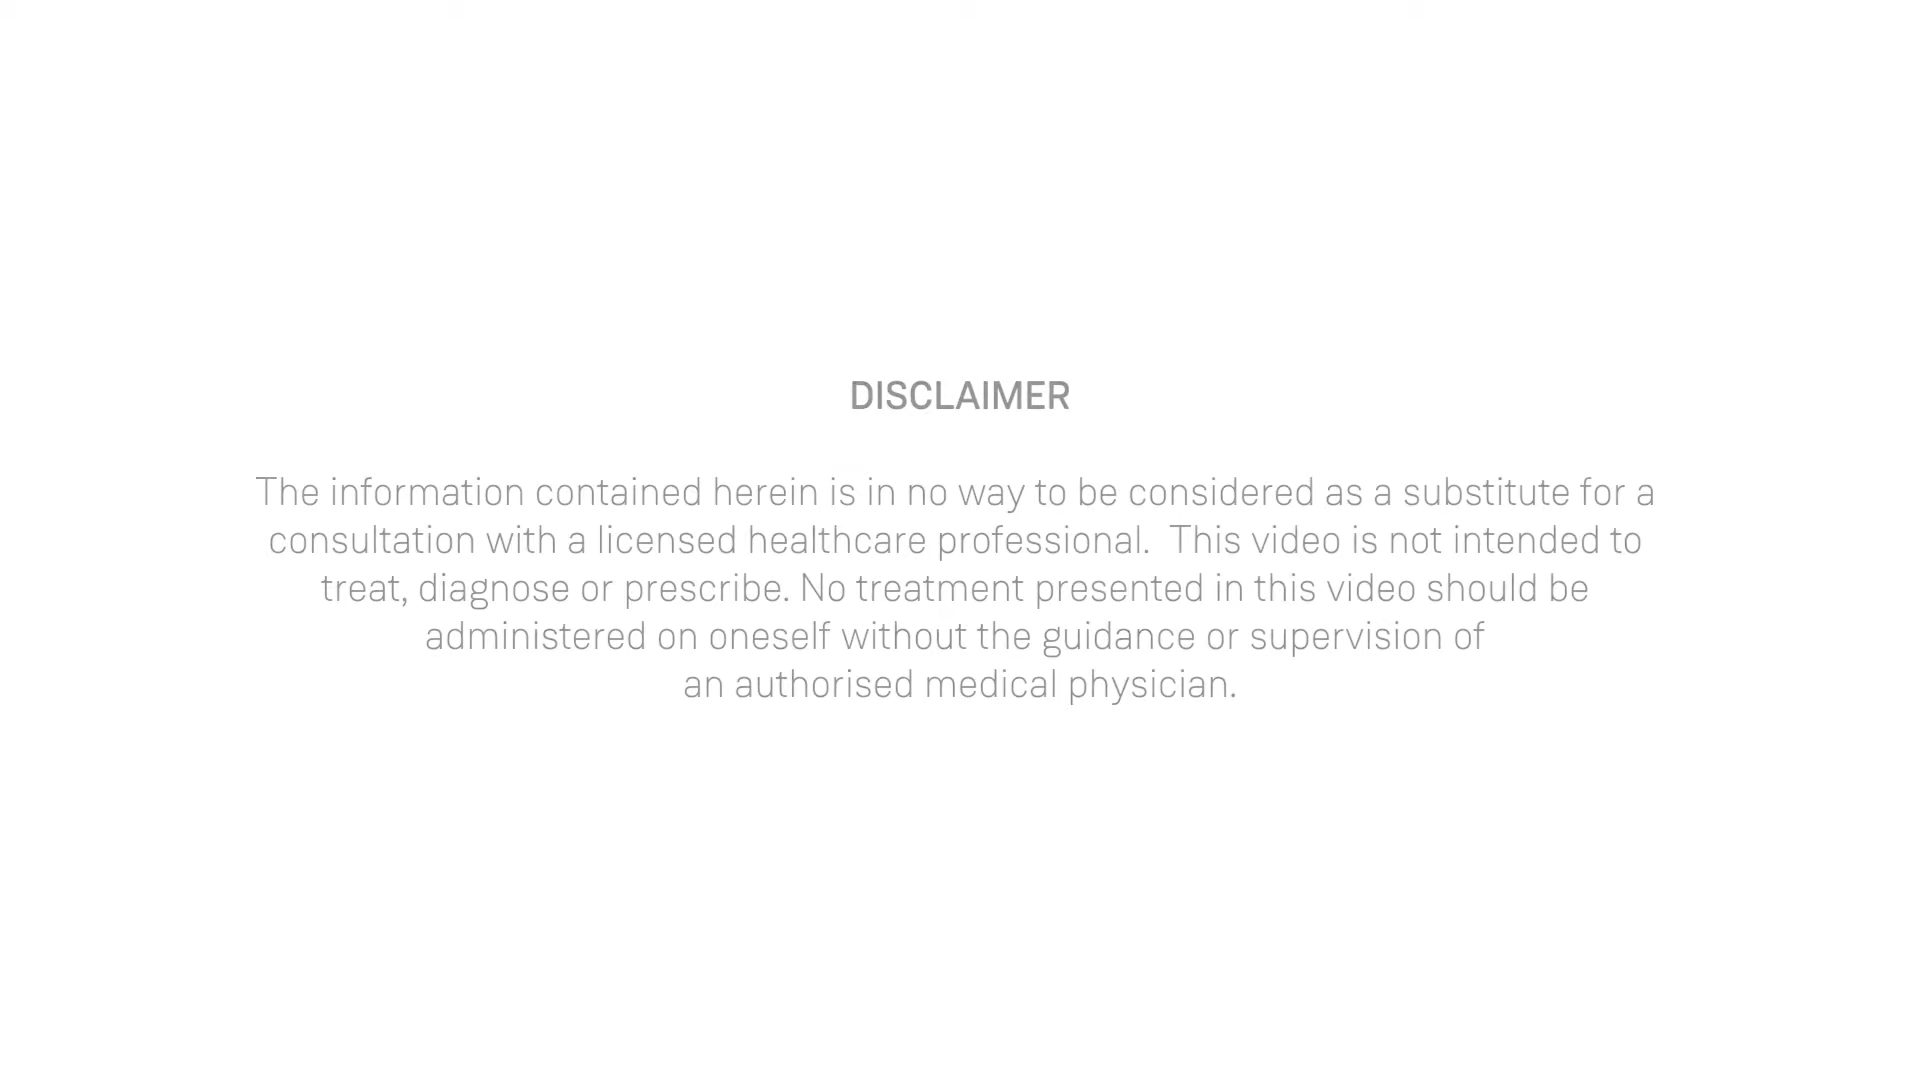 DISCLAIMER
The information contained herein is in no way to be considered as a substitute for a
consultation with a licensed healthcare professional.  This video is not intended to
treat, diagnose or prescribe. No treatment presented in this video should be
administered on oneself without the guidance or supervision of
an authorised medical physician.